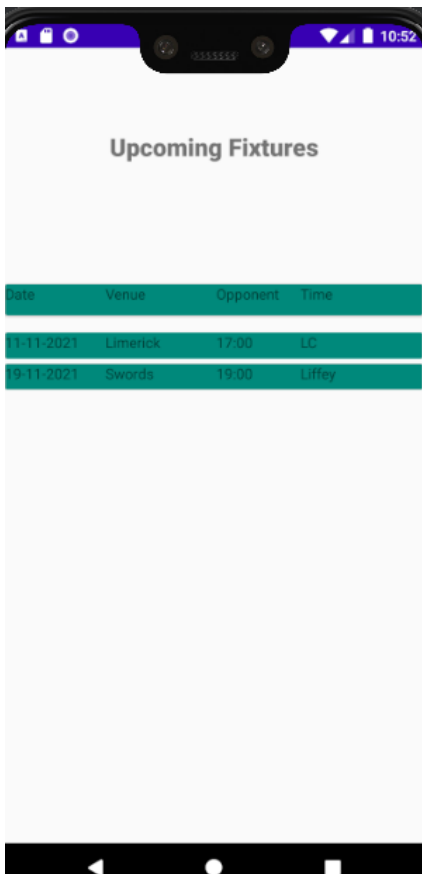 10:52
Upcoming Fixtures
Date Venue Opponent Time
11-11-2021 Limerick 17:00 LC
19-11-2021 Swords 19:00 Liffey